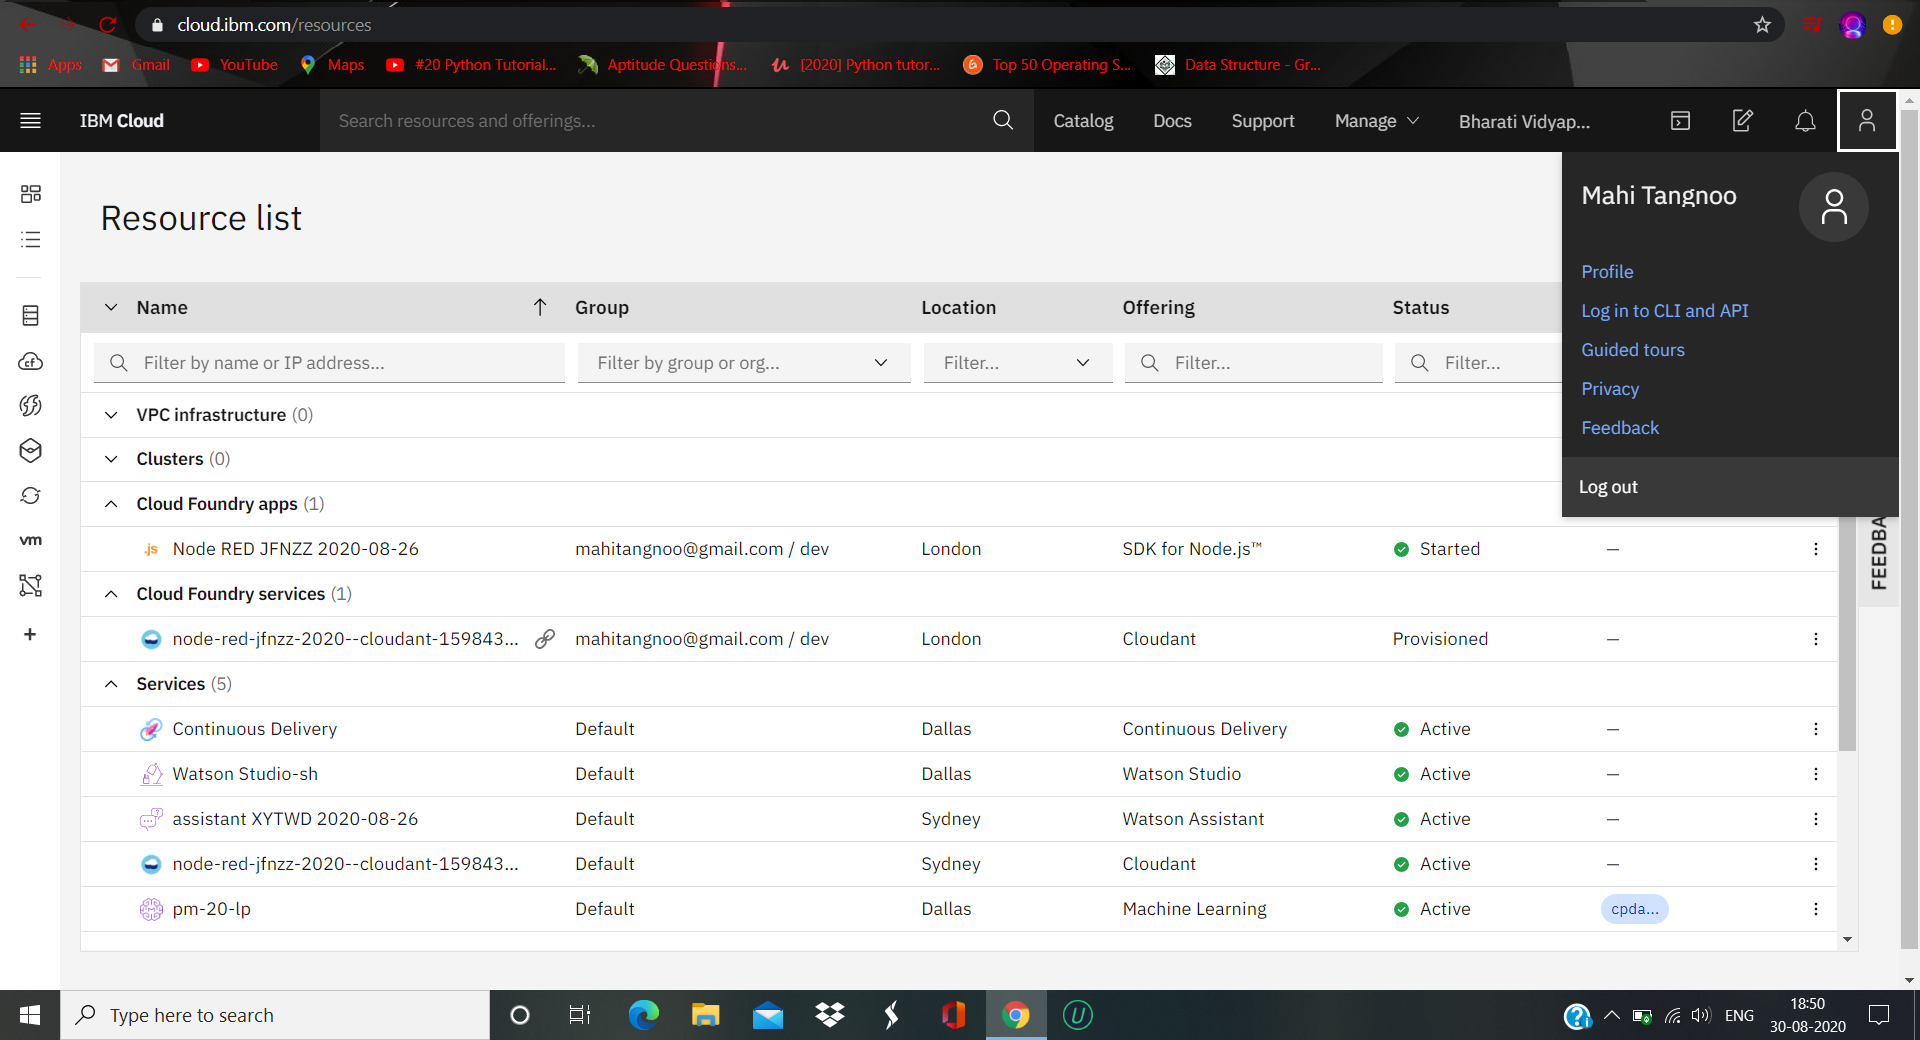 cloud.ibm.com/resources
Apps Gmail YouTube Maps #20 Python Tutorial... Aptitude Questions... [2020] Python tutor... Top 50 Operating S... Data Structure - Gr...
IBM Cloud Search resources and offerings... Catalog Docs Support Manage Bharati Vidyap...
Mahi Tangnoo
Profile
Log in to CLI and API
Guided tours
Privacy
Feedback
Log out
Resource list
Name Group Location Offering Status
Filter by name or IP address... Filter by group or org... Filter... Filter... Filter...
VPC infrastructure (0)
Clusters (0)
Cloud Foundry apps (1)
.js Node RED JFNZZ 2020-08-26 mahitangnoo@gmail.com / dev London SDK for Node.js™ Started —
Cloud Foundry services (1)
node-red-jfnzz-2020--cloudant-159843... mahitangnoo@gmail.com / dev London Cloudant Provisioned —
Services (5)
Continuous Delivery Default Dallas Continuous Delivery Active —
Watson Studio-sh Default Dallas Watson Studio Active —
assistant XYTWD 2020-08-26 Default Sydney Watson Assistant Active —
node-red-jfnzz-2020--cloudant-159843... Default Sydney Cloudant Active —
pm-20-lp Default Dallas Machine Learning Active cpda...
cf
vm
FEEDBA
Type here to search
ENG
18:50
30-08-2020